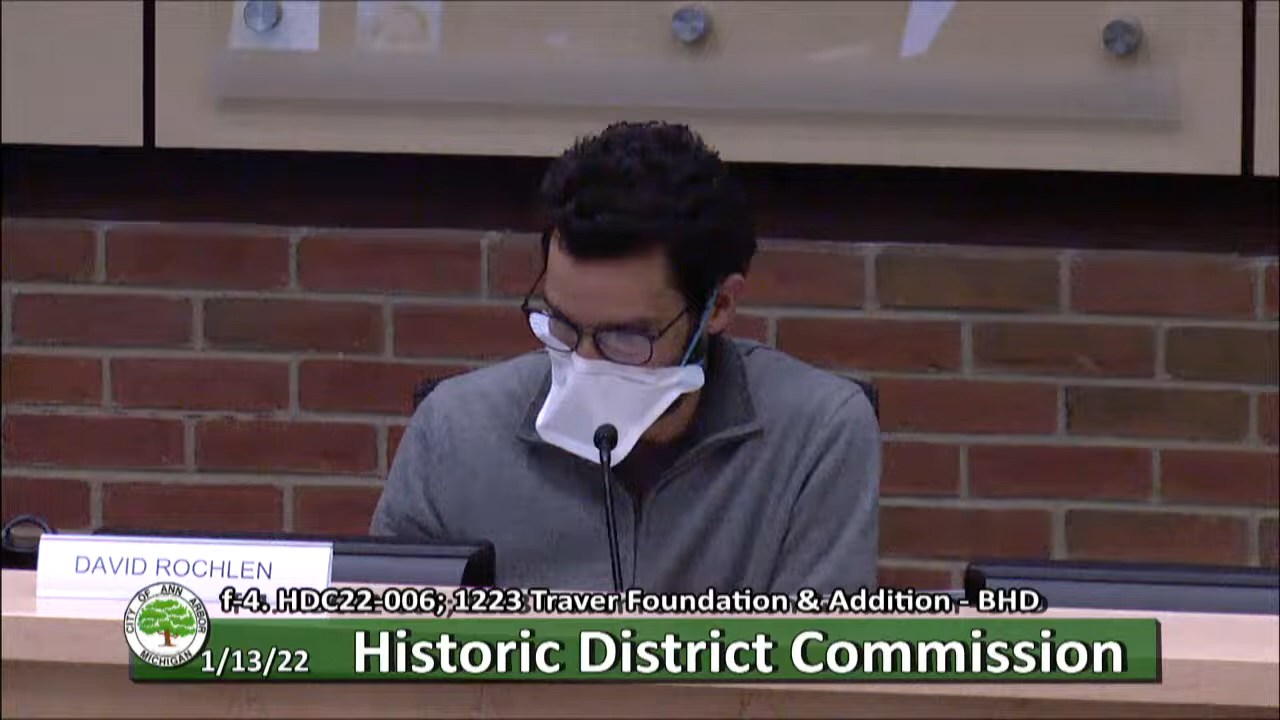 DAVID ROCHLEN
f-4. HDC22-006; 1223 Traver Foundation & Addition - BHD
CITY OF ANN ARBOR
MICHIGAN
1/13/22
Historic District Commission